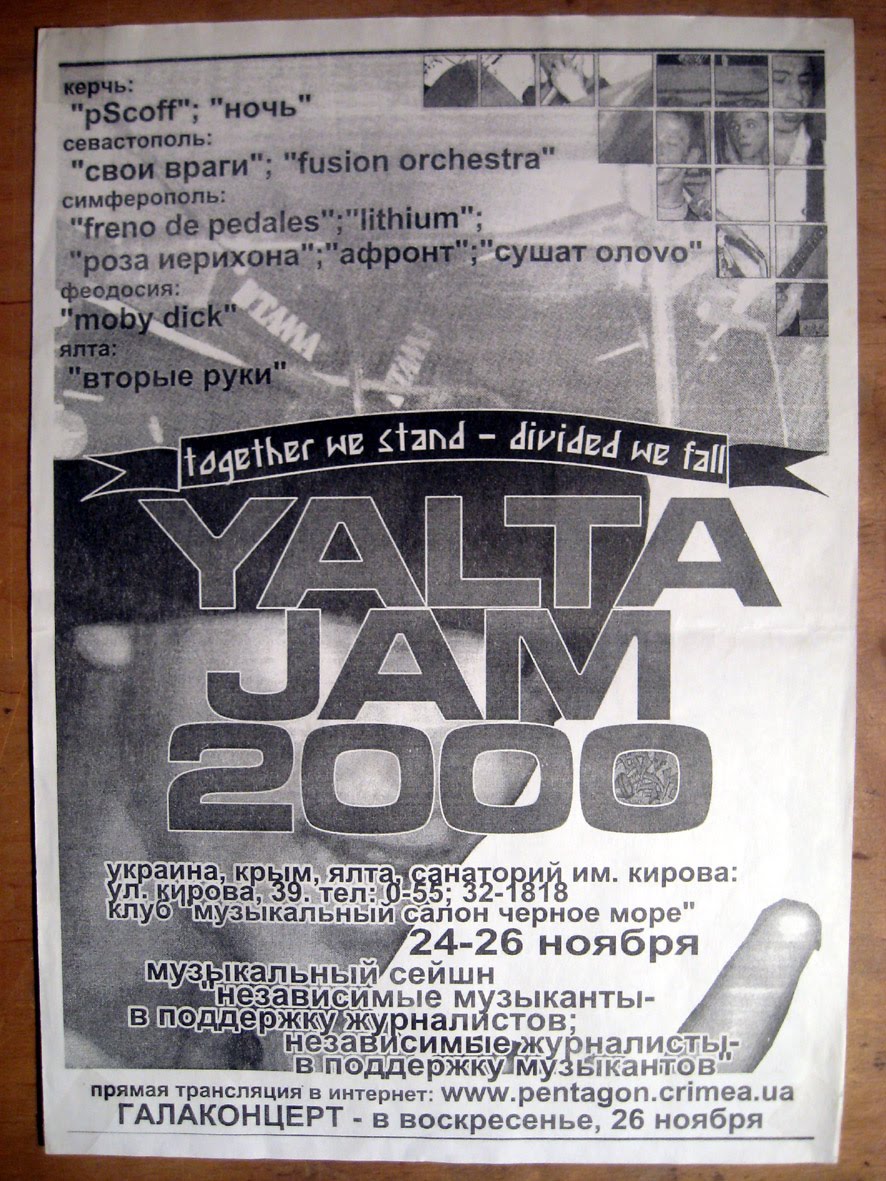 керчь:
"pScoff"; "ночь"
севастополь:
"свои враги"; "fusion orchestra"
симферополь:
"freno de pedales";"lithium";
"роза иерихона";"афронт";"сушат олоvо"
феодосия:
"moby dick"
ялта:
"вторые руки"
TAMA
TAMA
together we stand - divided we fall
YALTA
JAM
2000
украина, крым, ялта, санаторий им. кирова:
ул. кирова, 39. тел: 0-55; 32-1818
клуб "музыкальный салон черное море"
24-26 ноября
музыкальный сейшн
"независимые музыканты-
в поддержку журналистов;
независимые журналисты-
в поддержку музыкантов"
прямая трансляция в интернет: www.pentagon.crimea.ua
ГАЛАКОНЦЕРТ - в воскресенье, 26 ноября